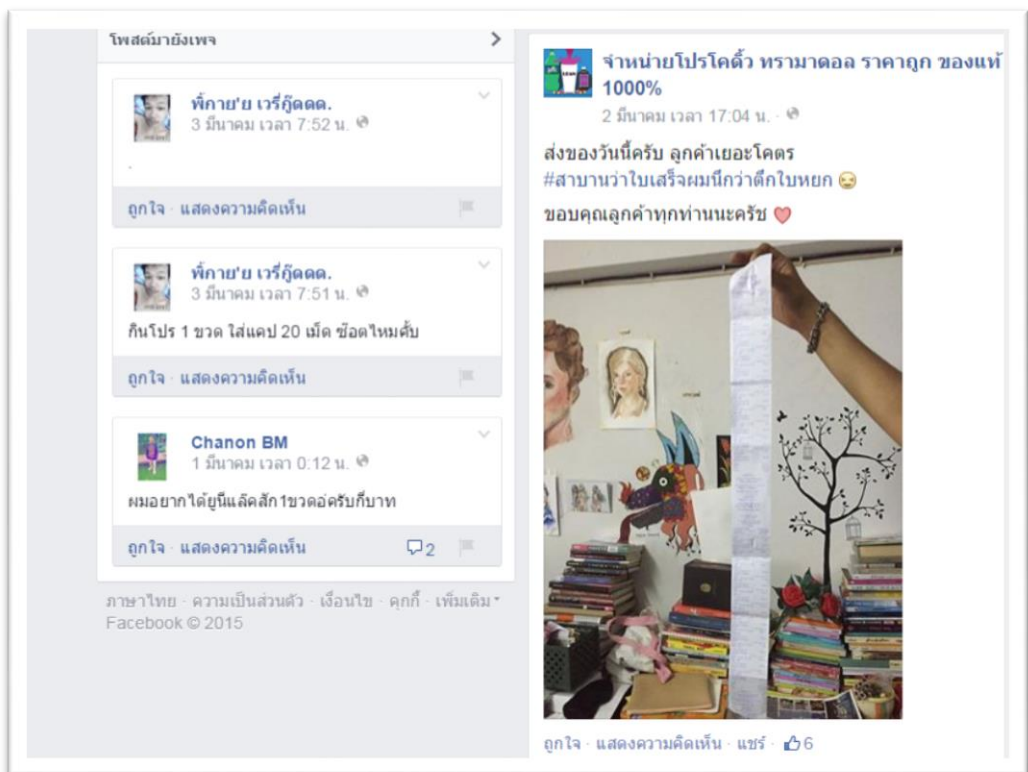 โพสต์มายังเพจ
พิ้กาย'ย เวรี่กู๊ดดด.
3 มีนาคม เวลา 7:52 น.
.
ถูกใจ · แสดงความคิดเห็น
พิ้กาย'ย เวรี่กู๊ดดด.
3 มีนาคม เวลา 7:51 น.
กินโปร 1 ขวด ใส่แคป 20 เม็ด ช๊อตไหมคั้บ
ถูกใจ · แสดงความคิดเห็น
Chanon BM
1 มีนาคม เวลา 0:12 น.
ผมอยากได้ยูนีแล๊คสัก1ขวดอ่ครับกี่บาท
ถูกใจ · แสดงความคิดเห็น 2
ภาษาไทย · ความเป็นส่วนตัว · เงื่อนไข · คุกกี้ · เพิ่มเติม
Facebook © 2015
จำหน่ายโปรโคดิ้ว ทรามาดอล ราคาถูก ของแท้
1000%
2 มีนาคม เวลา 17:04 น. ·
ส่งของวันนี้ครับ ลูกค้าเยอะโคตร
#สาบานว่าใบเสร็จผมนึกว่าตึกใบหยก
ขอบคุณลูกค้าทุกท่านนะครัช
ถูกใจ · แสดงความคิดเห็น · แชร์ · 6